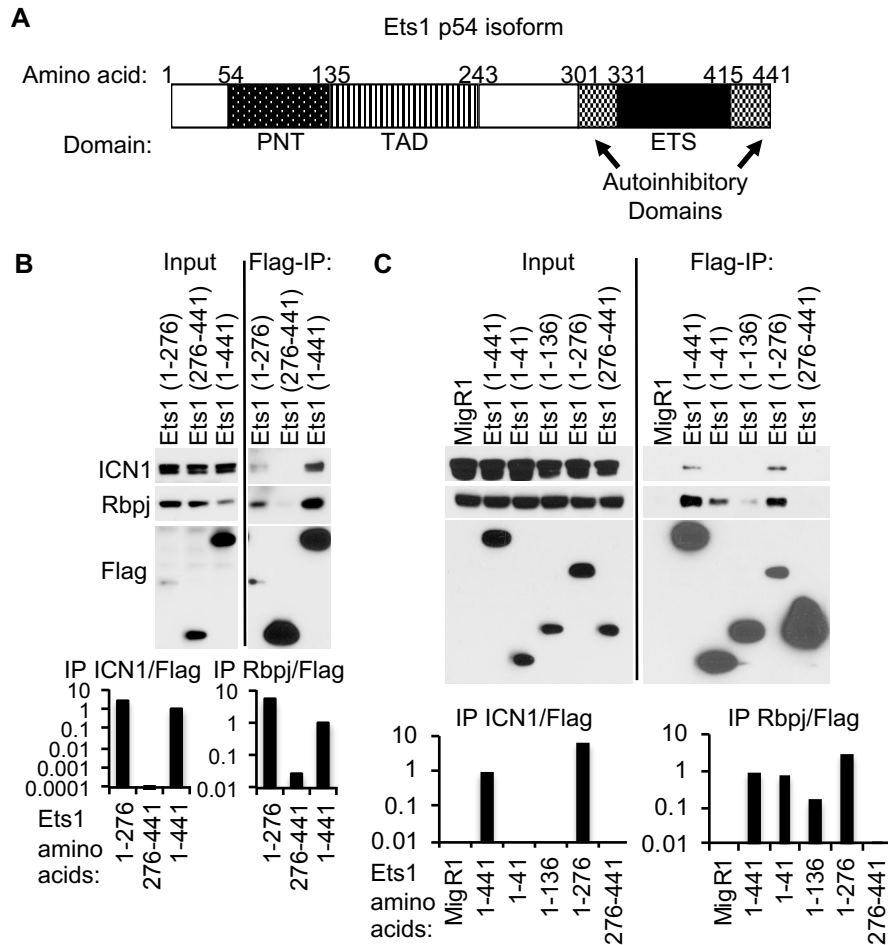 A
Ets1 p54 isoform
Amino acid: 1 54 135 243 301 331 415 441
Domain: PNT TAD ETS
Autoinhibitory
Domains
B
Input Flag-IP:
Ets1 (1-276)
Ets1 (276-441)
Ets1 (1-441)
Ets1 (1-276)
Ets1 (276-441)
Ets1 (1-441)
ICN1
Rbpj
Flag
IP ICN1/Flag
10
1
0.1
0.01
0.001
0.0001
IP Rbpj/Flag
10
1
0.1
0.01
Ets1
amino
acids:
1-276
276-441
1-441
1-276
276-441
1-441
C
Input Flag-IP:
MigR1
Ets1 (1-441)
Ets1 (1-41)
Ets1 (1-136)
Ets1 (1-276)
Ets1 (276-441)
MigR1
Ets1 (1-441)
Ets1 (1-41)
Ets1 (1-136)
Ets1 (1-276)
Ets1 (276-441)
IP ICN1/Flag
10
1
0.1
0.01
IP Rbpj/Flag
10
1
0.1
0.01
Ets1
amino
acids:
MigR1
1-441
1-41
1-136
1-276
276-441
MigR1
1-441
1-41
1-136
1-276
276-441